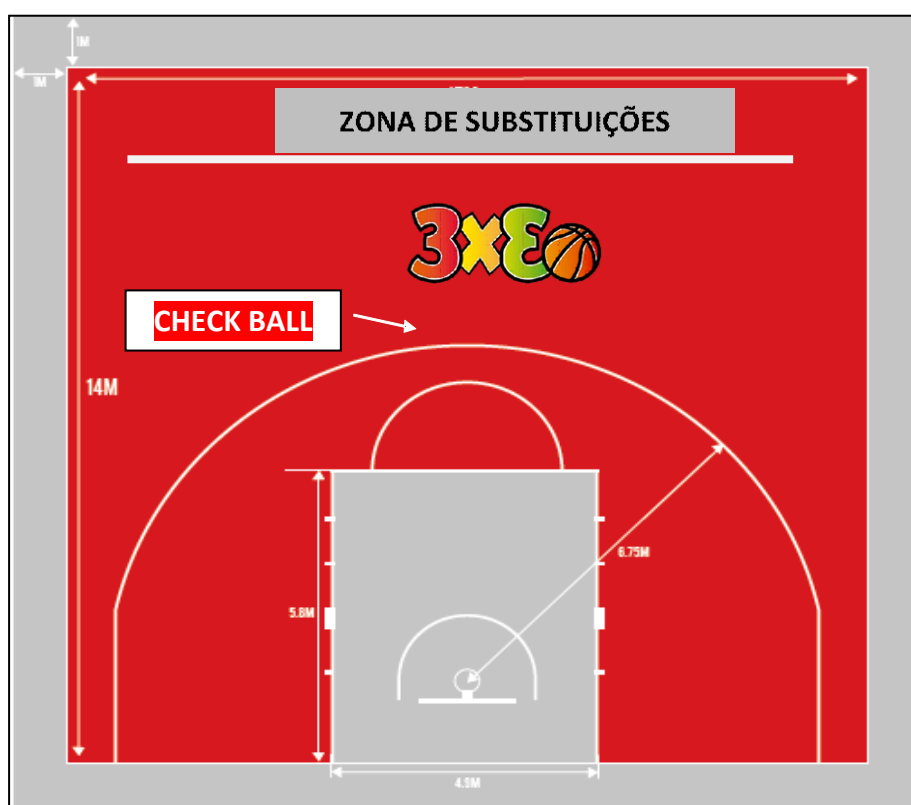 1M
1M
ZONA DE SUBSTITUIÇÕES
3x3
CHECK BALL
14M
6.75M
5.8M
4.9M